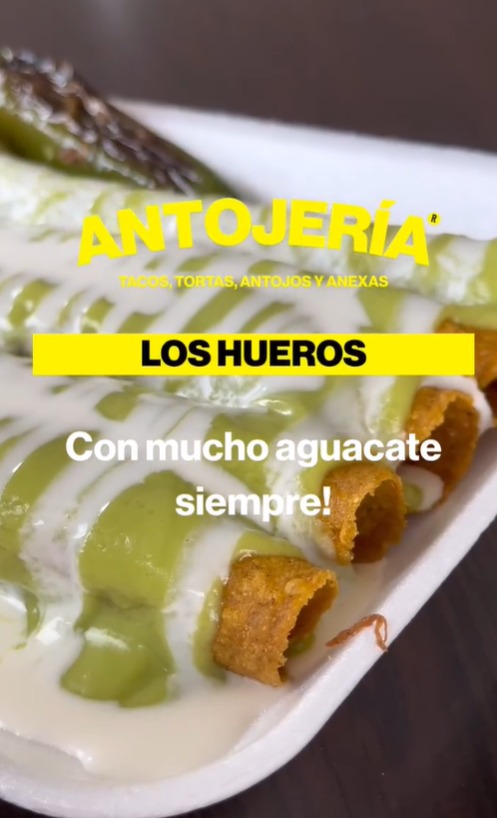 ANTOJERÍA®
TACOS, TORTAS, ANTOJOS Y ANEXAS
LOS HUEROS
Con mucho aguacate
siempre!